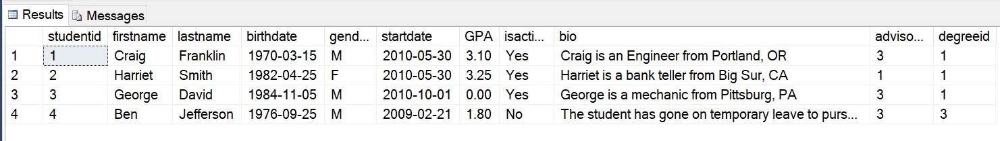 Results Messages
studentid firstname lastname birthdate gend... startdate GPA isacti... bio adviso... degreeid
1 1 Craig Franklin 1970-03-15 M 2010-05-30 3.10 Yes Craig is an Engineer from Portland, OR 3 1
2 2 Harriet Smith 1982-04-25 F 2010-05-30 3.25 Yes Harriet is a bank teller from Big Sur, CA 1 1
3 3 George David 1984-11-05 M 2010-10-01 0.00 Yes George is a mechanic from Pittsburg, PA 3 1
4 4 Ben Jefferson 1976-09-25 M 2009-02-21 1.80 No The student has gone on temporary leave to purs... 3 3